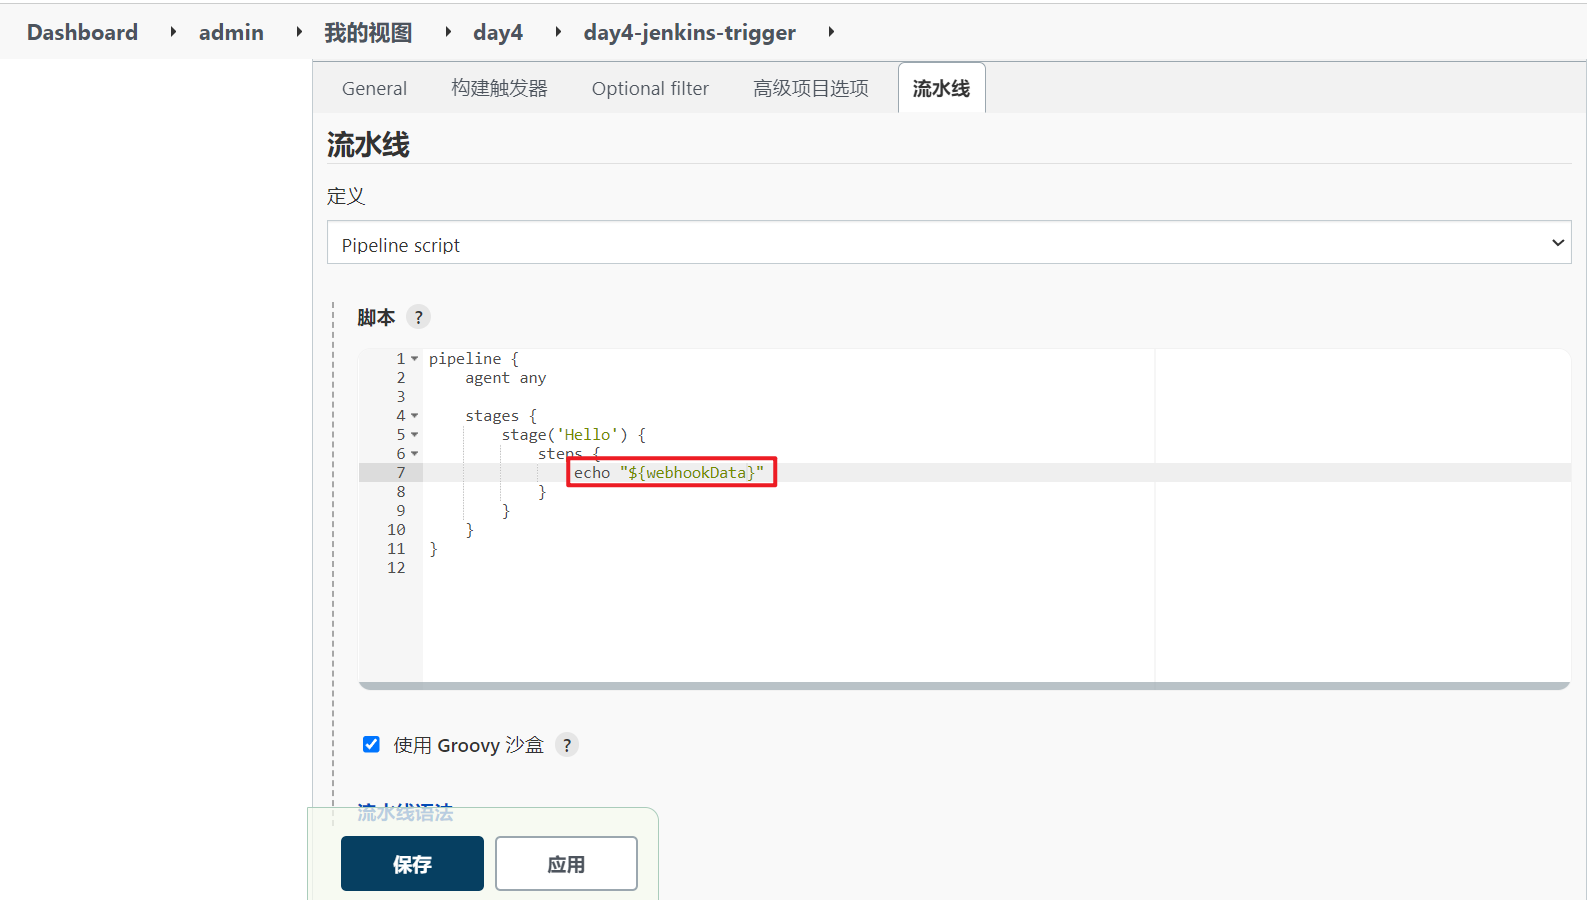 Dashboard admin 我的视图 day4 day4-jenkins-trigger
General 构建触发器 Optional filter 高级项目选项 流水线
流水线
定义
Pipeline script
脚本 ?
1 pipeline {
2 agent any
3
4 stages {
5 stage('Hello') {
6 steps {
7 echo "${webhookData}"
8 }
9 }
10 }
11 }
12
使用 Groovy 沙盒 ?
流水线语法
保存 应用